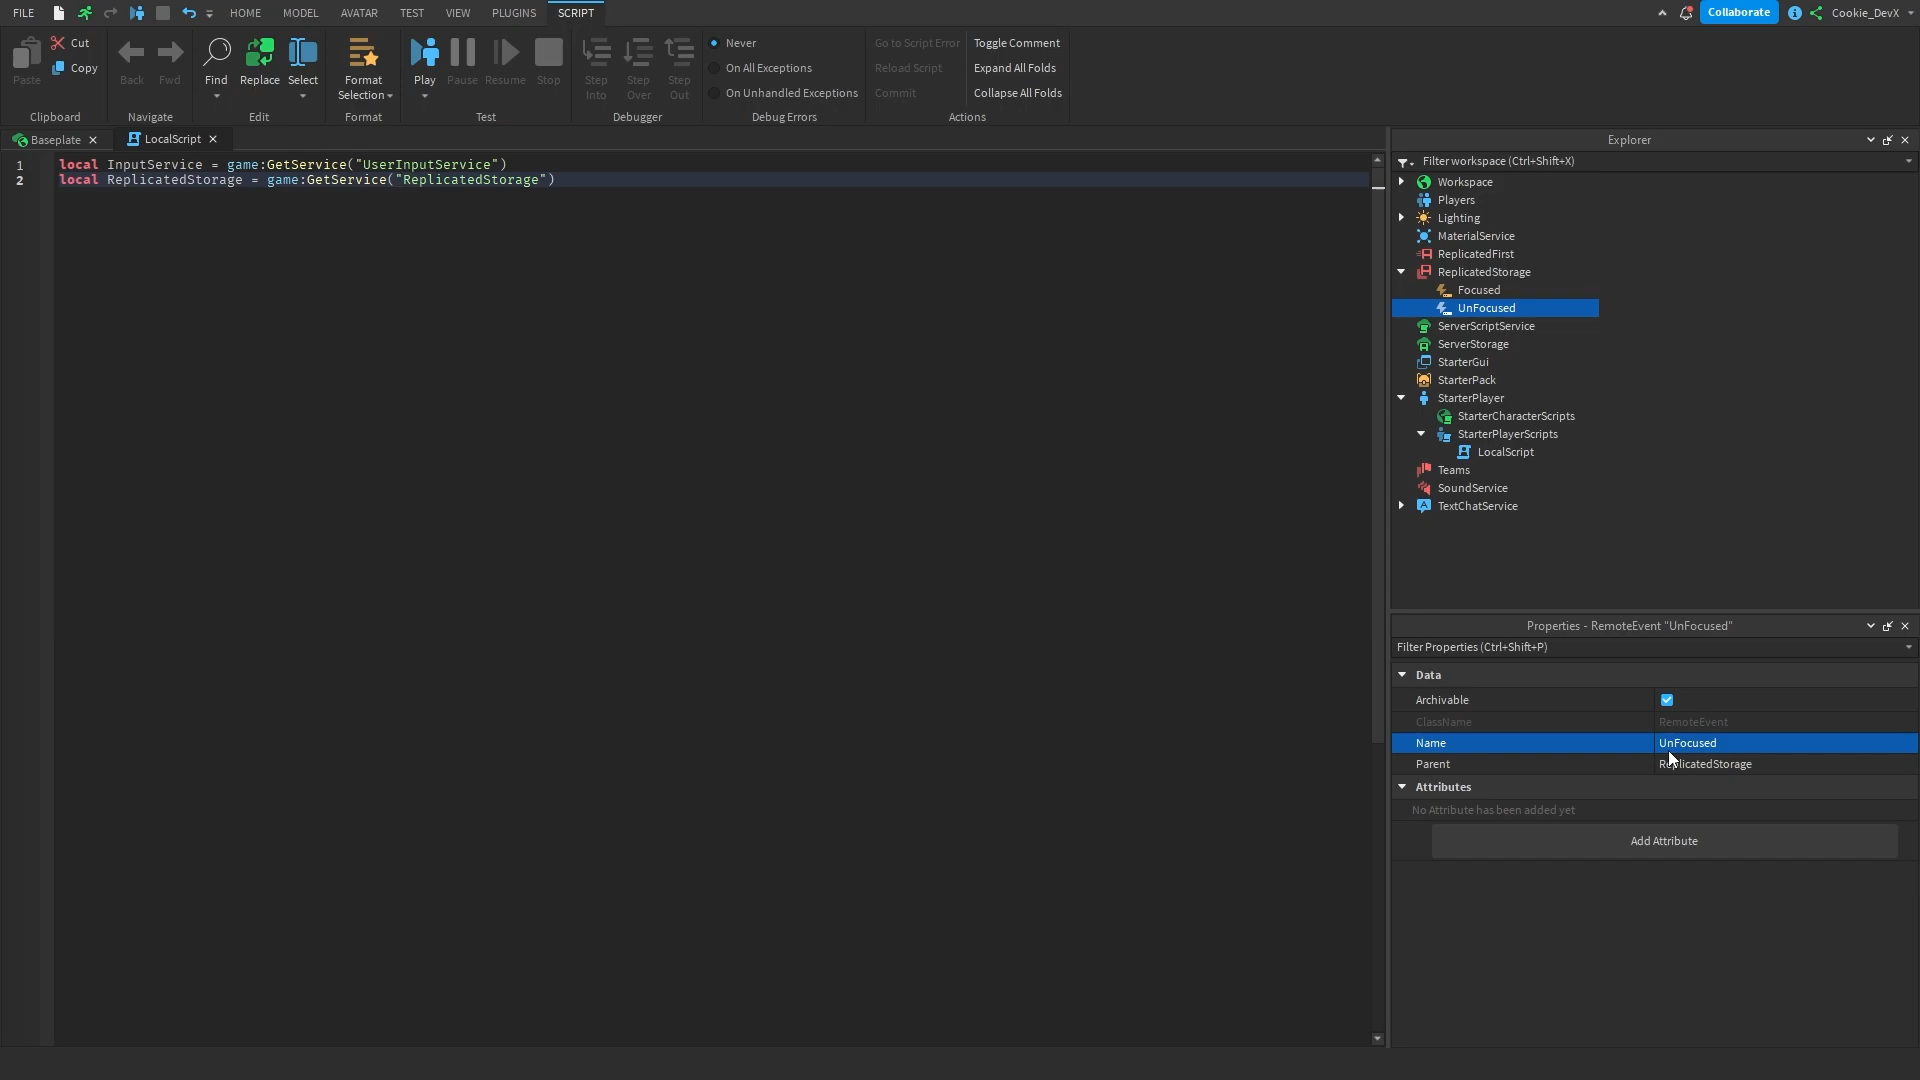 FILE
HOME
MODEL
AVATAR
TEST
VIEW
PLUGINS
SCRIPT
Collaborate
Cookie_DevX
Paste
Cut
Copy
Clipboard
Back
Fwd
Navigate
Find
Replace
Select
Edit
Format
Selection
Format
Play
Pause
Resume
Stop
Test
Step
Into
Step
Over
Step
Out
Debugger
Never
On All Exceptions
On Unhandled Exceptions
Debug Errors
Go to Script Error
Reload Script
Commit
Toggle Comment
Expand All Folds
Collapse All Folds
Actions
Baseplate
LocalScript
1 local InputService = game:GetService("UserInputService")
2 local ReplicatedStorage = game:GetService("ReplicatedStorage")
Explorer
Filter workspace (Ctrl+Shift+X)
Workspace
Players
Lighting
MaterialService
ReplicatedFirst
ReplicatedStorage
Focused
UnFocused
ServerScriptService
ServerStorage
StarterGui
StarterPack
StarterPlayer
StarterCharacterScripts
StarterPlayerScripts
LocalScript
Teams
SoundService
TextChatService
Properties - RemoteEvent "UnFocused"
Filter Properties (Ctrl+Shift+P)
Data
Archivable
ClassName RemoteEvent
Name UnFocused
Parent ReplicatedStorage
Attributes
No Attribute has been added yet
Add Attribute